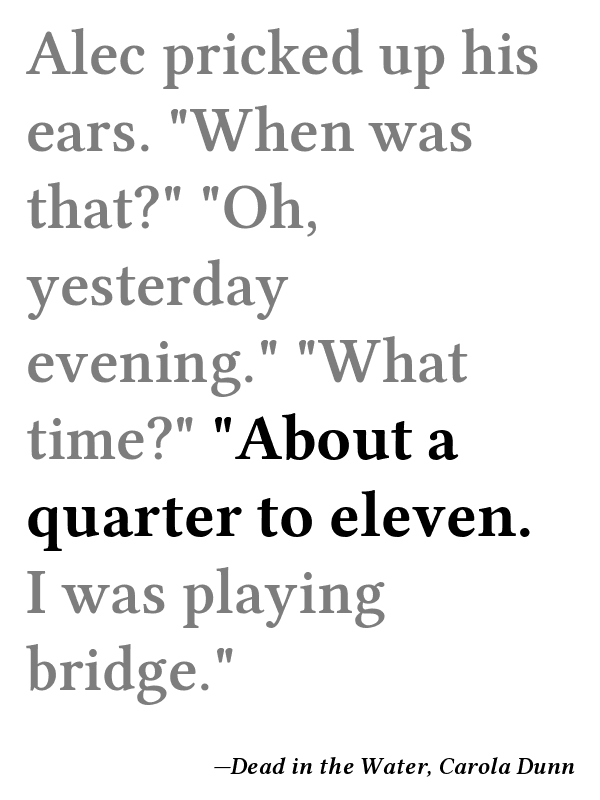 Alec pricked up his
ears. "When was
that?" "Oh,
yesterday
evening." "What
time?" "About a
quarter to eleven.
I was playing
bridge."
—Dead in the Water, Carola Dunn